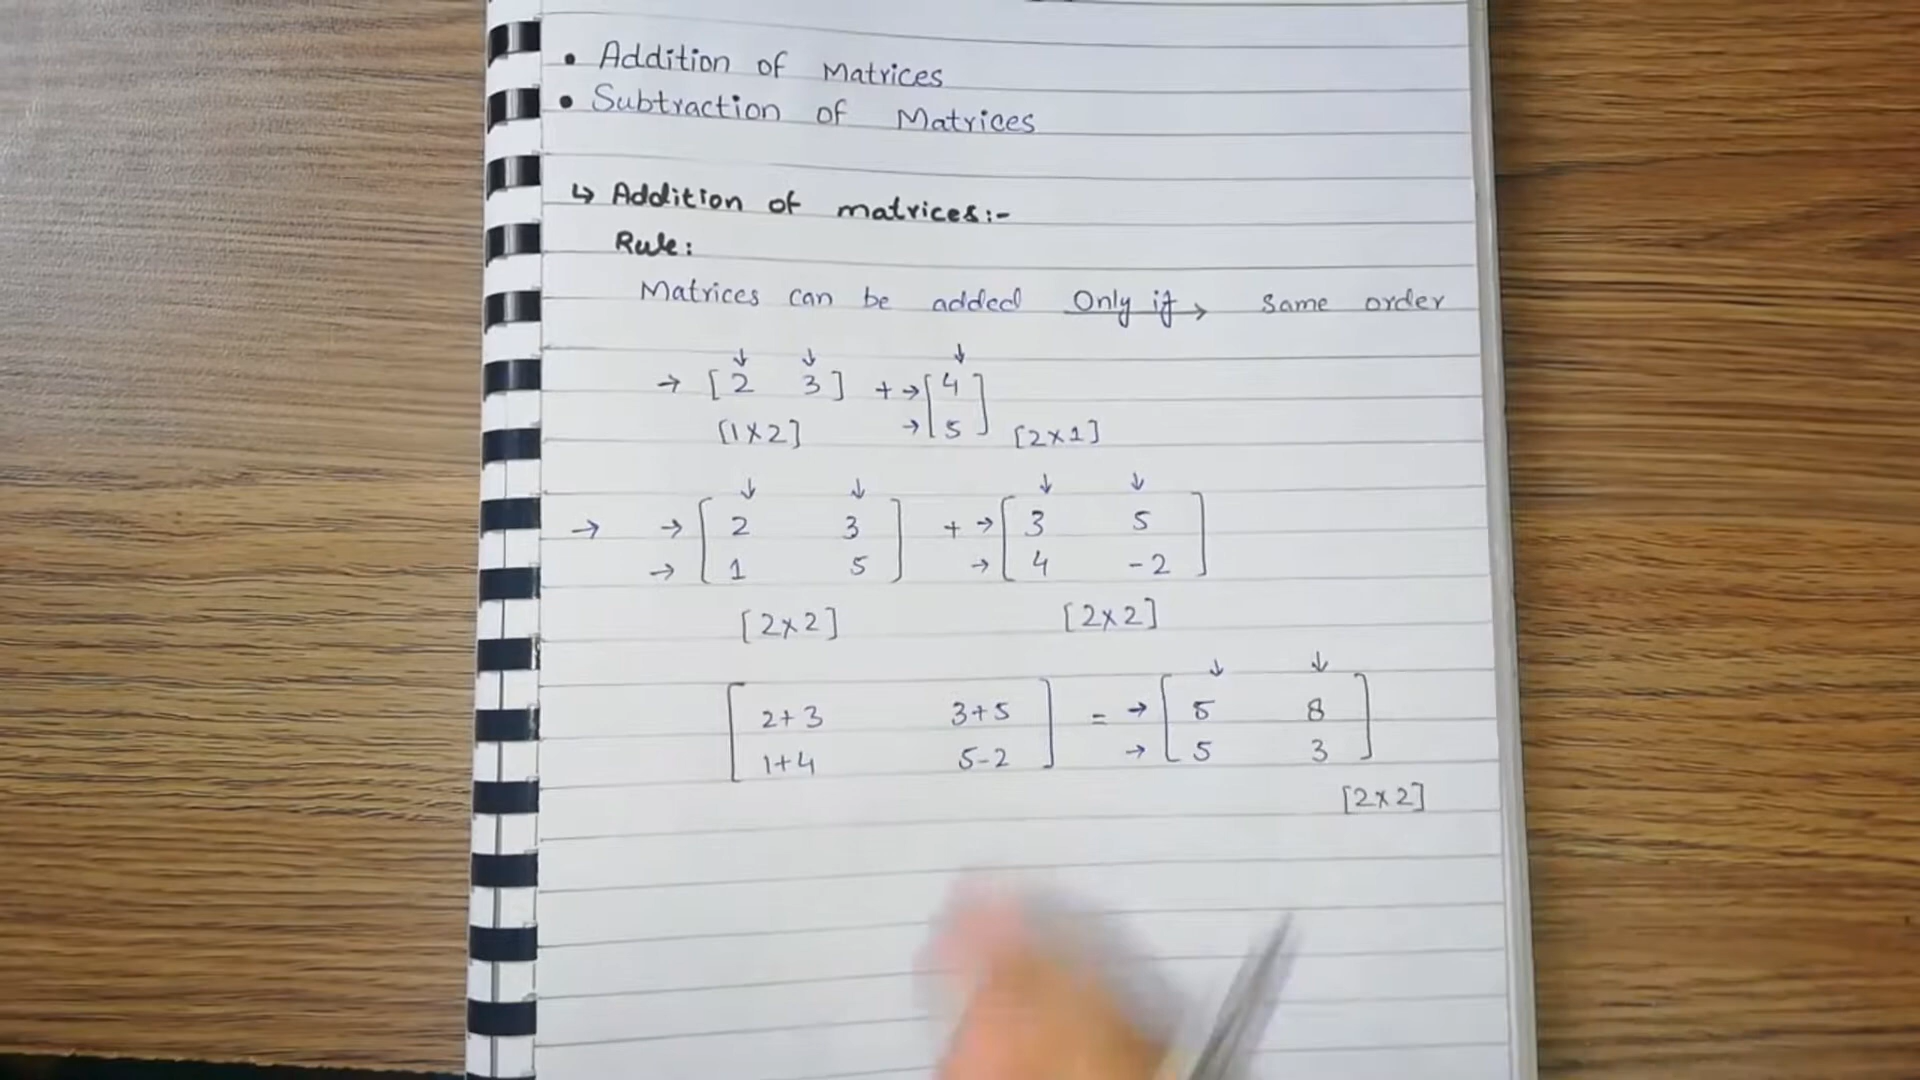 • Addition of Matrices
• Subtraction of Matrices
↳ Addition of matrices:-
Rule:
Matrices can be added Only if → Same order
↓ ↓ ↓
→ [ 2 3 ] + → [ 4
→ 5 ]
[1×2] [2×1]
↓ ↓ ↓ ↓
→ → [ 2 3 ] + → [ 3 5 ]
→ [ 1 5 ] → [ 4 -2 ]
[2×2] [2×2]
↓ ↓
[ 2+3 3+5 ] = → [ 5 8 ]
[ 1+4 5-2 ] → [ 5 3 ]
[2×2]